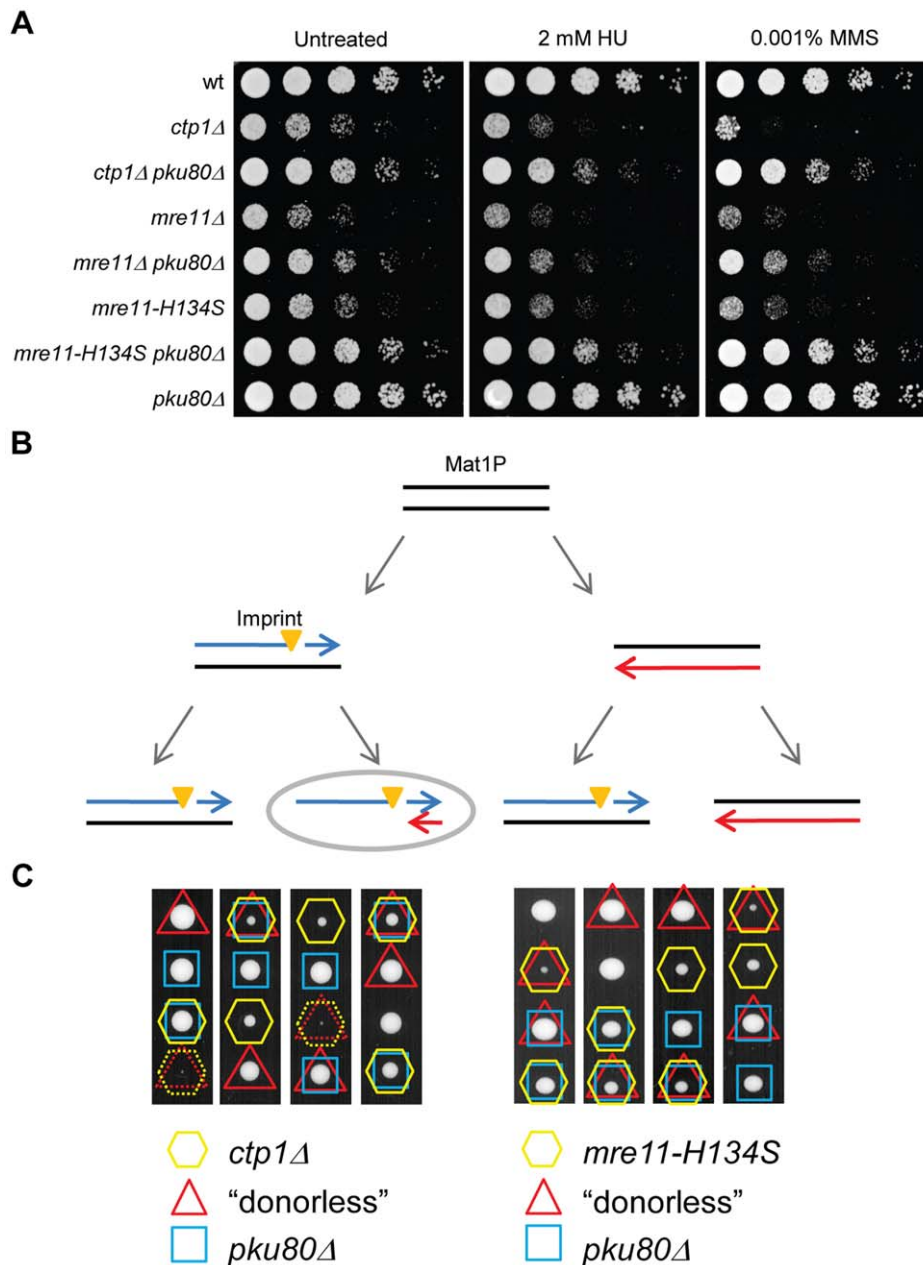 A
Untreated
2 mM HU
0.001% MMS
wt
ctp1Δ
ctp1Δ pku80Δ
mre11Δ
mre11Δ pku80Δ
mre11-H134S
mre11-H134S pku80Δ
pku80Δ
B
Mat1P
Imprint
C
ctp1Δ
"donorless"
pku80Δ
mre11-H134S
"donorless"
pku80Δ